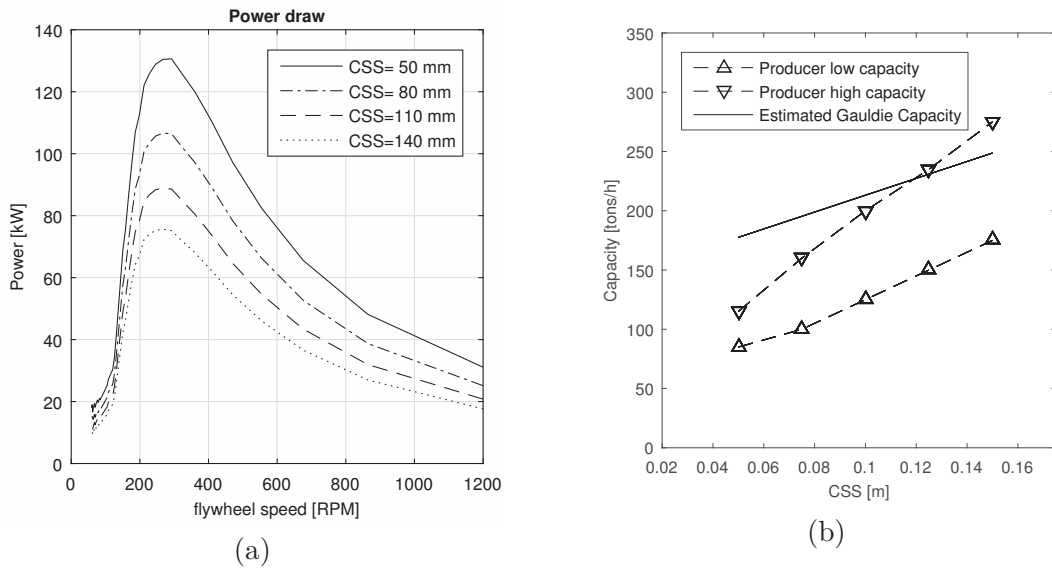 Power draw
140
120
100
80
60
40
20
0
Power [kW]
CSS= 50 mm
CSS= 80 mm
CSS=110 mm
CSS=140 mm
0 200 400 600 800 1000 1200
flywheel speed [RPM]
(a)
350
300
250
200
150
100
50
0
Capacity [tons/h]
Producer low capacity
Producer high capacity
Estimated Gauldie Capacity
0.02 0.04 0.06 0.08 0.1 0.12 0.14 0.16
CSS [m]
(b)